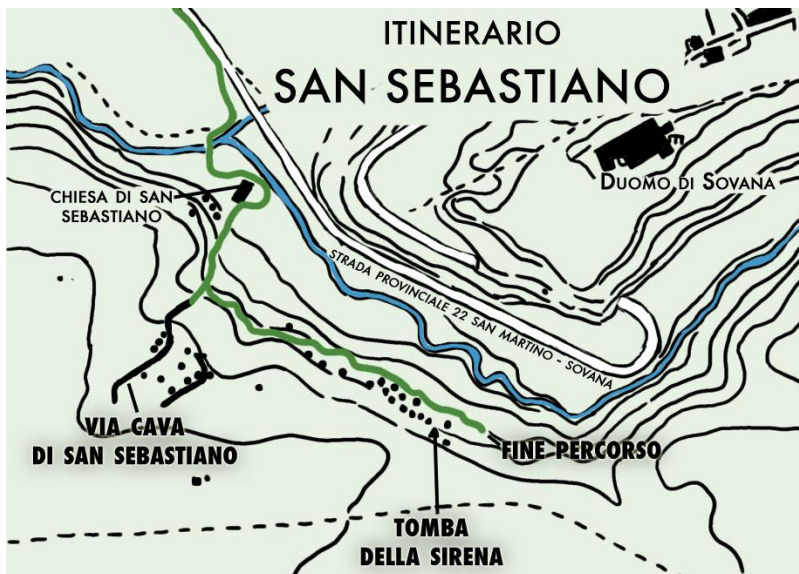 ITINERARIO
SAN SEBASTIANO
DUOMO DI SOVANA
CHIESA DI SAN
SEBASTIANO
STRADA PROVINCIALE 22 SAN MARTINO - SOVANA
VIA CAVA
DI SAN SEBASTIANO
FINE PERCORSO
TOMBA
DELLA SIRENA